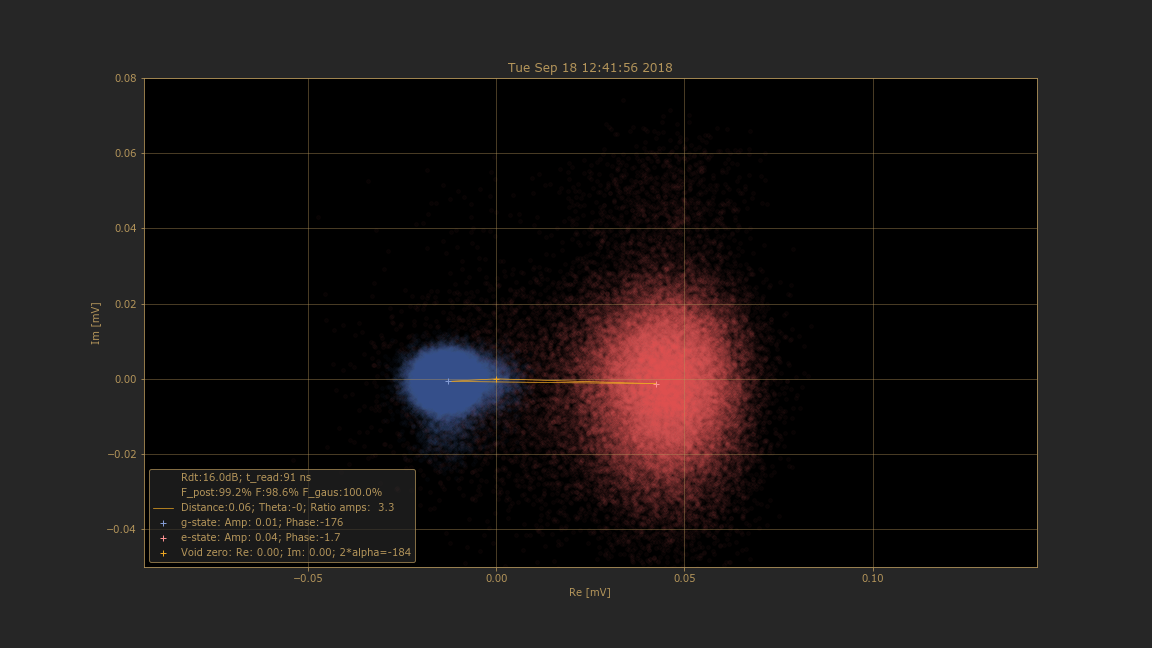 Tue Sep 18 12:41:56 2018
0.08
0.06
0.04
0.02
0.00
−0.02
−0.04
Im [mV]
Rdt:16.0dB; t_read:91 ns
F_post:99.2% F:98.6% F_gaus:100.0%
Distance:0.06; Theta:-0; Ratio amps:  3.3
g-state: Amp: 0.01; Phase:-176
e-state: Amp: 0.04; Phase:-1.7
Void zero: Re: 0.00; Im: 0.00; 2*alpha=-184
−0.05 0.00 0.05 0.10
Re [mV]